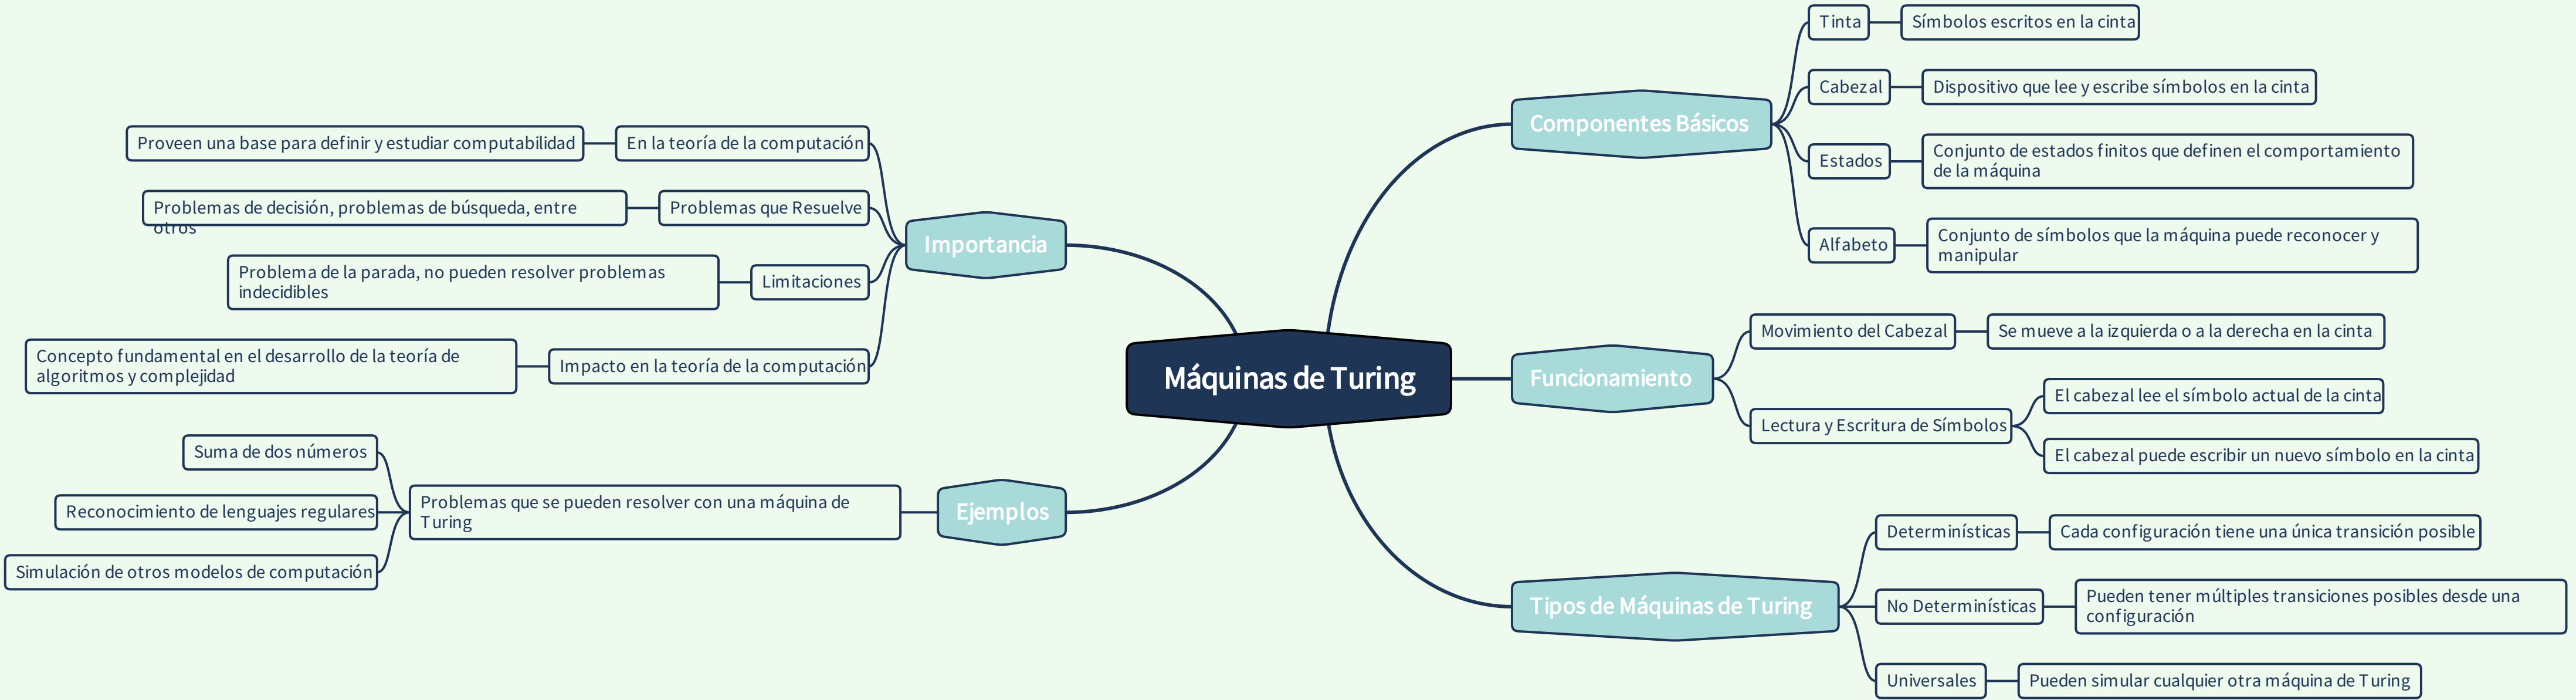 Máquinas de Turing
Componentes Básicos
Tinta
Símbolos escritos en la cinta
Cabezal
Dispositivo que lee y escribe símbolos en la cinta
Estados
Conjunto de estados finitos que definen el comportamiento
de la máquina
Alfabeto
Conjunto de símbolos que la máquina puede reconocer y
manipular
Funcionamiento
Movimiento del Cabezal
Se mueve a la izquierda o a la derecha en la cinta
Lectura y Escritura de Símbolos
El cabezal lee el símbolo actual de la cinta
El cabezal puede escribir un nuevo símbolo en la cinta
Tipos de Máquinas de Turing
Determinísticas
Cada configuración tiene una única transición posible
No Determinísticas
Pueden tener múltiples transiciones posibles desde una
configuración
Universales
Pueden simular cualquier otra máquina de Turing
Importancia
En la teoría de la computación
Proveen una base para definir y estudiar computabilidad
Problemas que Resuelve
Problemas de decisión, problemas de búsqueda, entre
otros
Limitaciones
Problema de la parada, no pueden resolver problemas
indecidibles
Impacto en la teoría de la computación
Concepto fundamental en el desarrollo de la teoría de
algoritmos y complejidad
Ejemplos
Problemas que se pueden resolver con una máquina de
Turing
Suma de dos números
Reconocimiento de lenguajes regulares
Simulación de otros modelos de computación